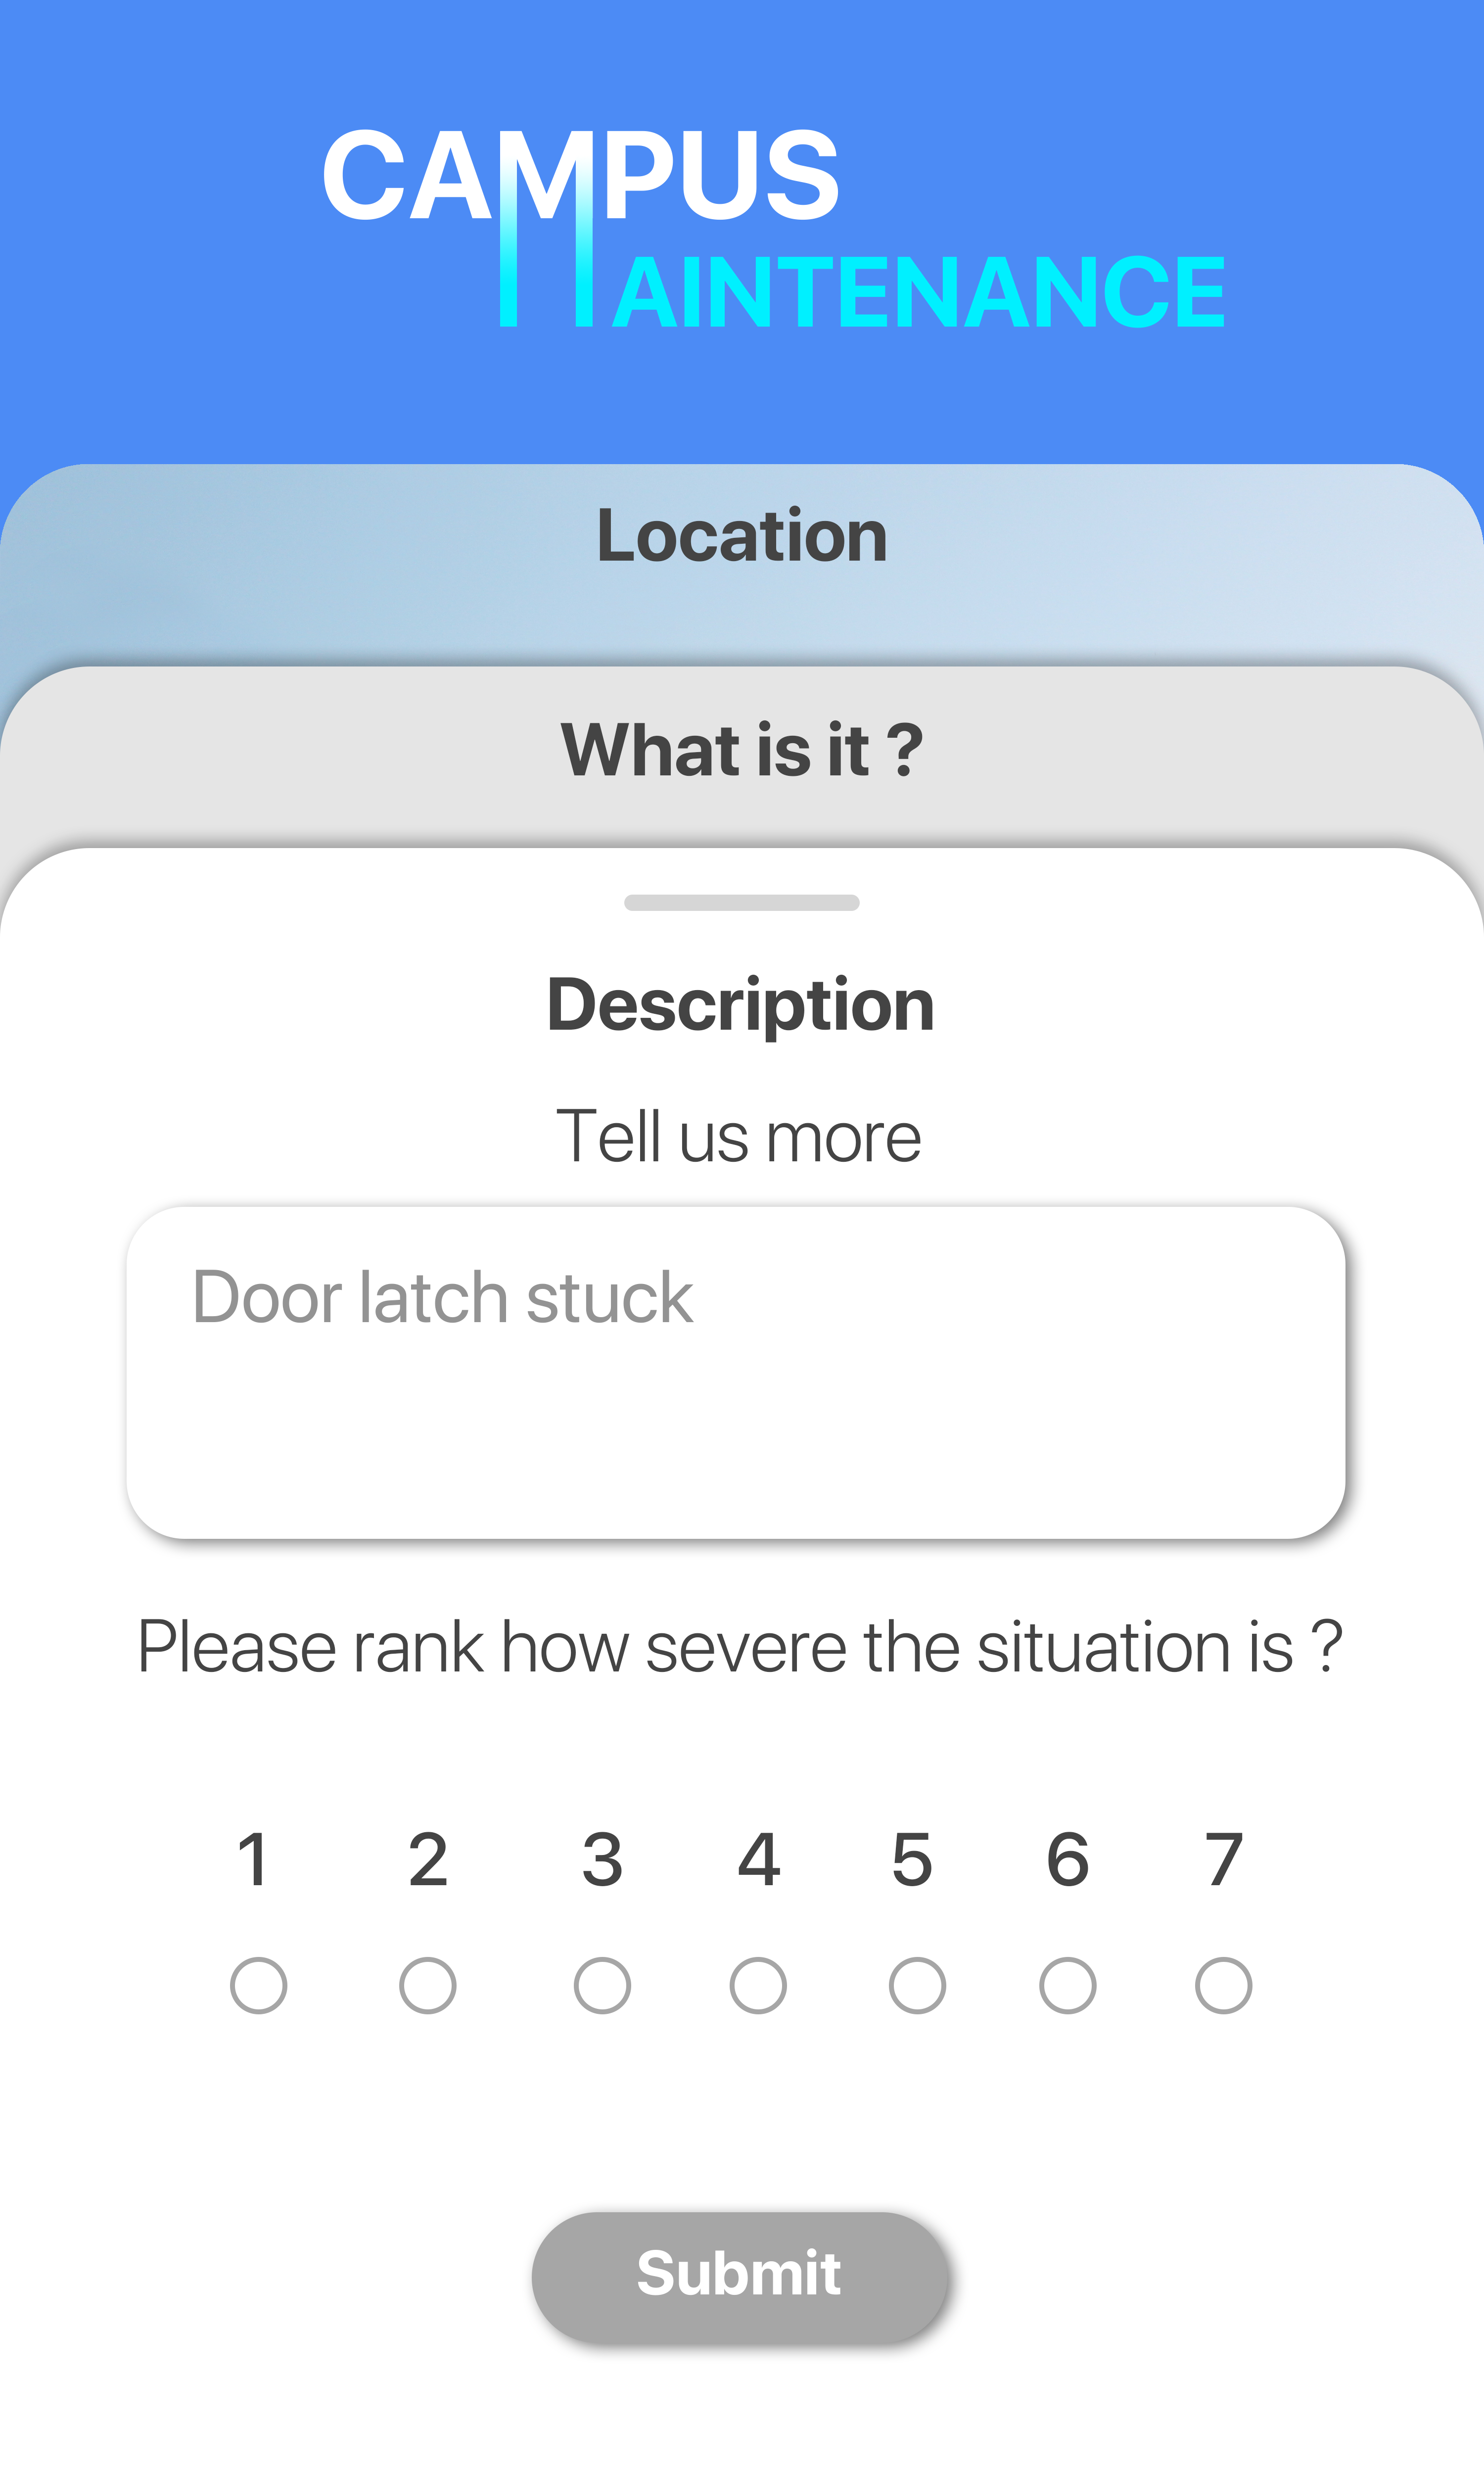 CAMPUS
MAINTENANCE
Location
What is it ?
Description
Tell us more
Door latch stuck
Please rank how severe the situation is ?
1 2 3 4 5 6 7
Submit